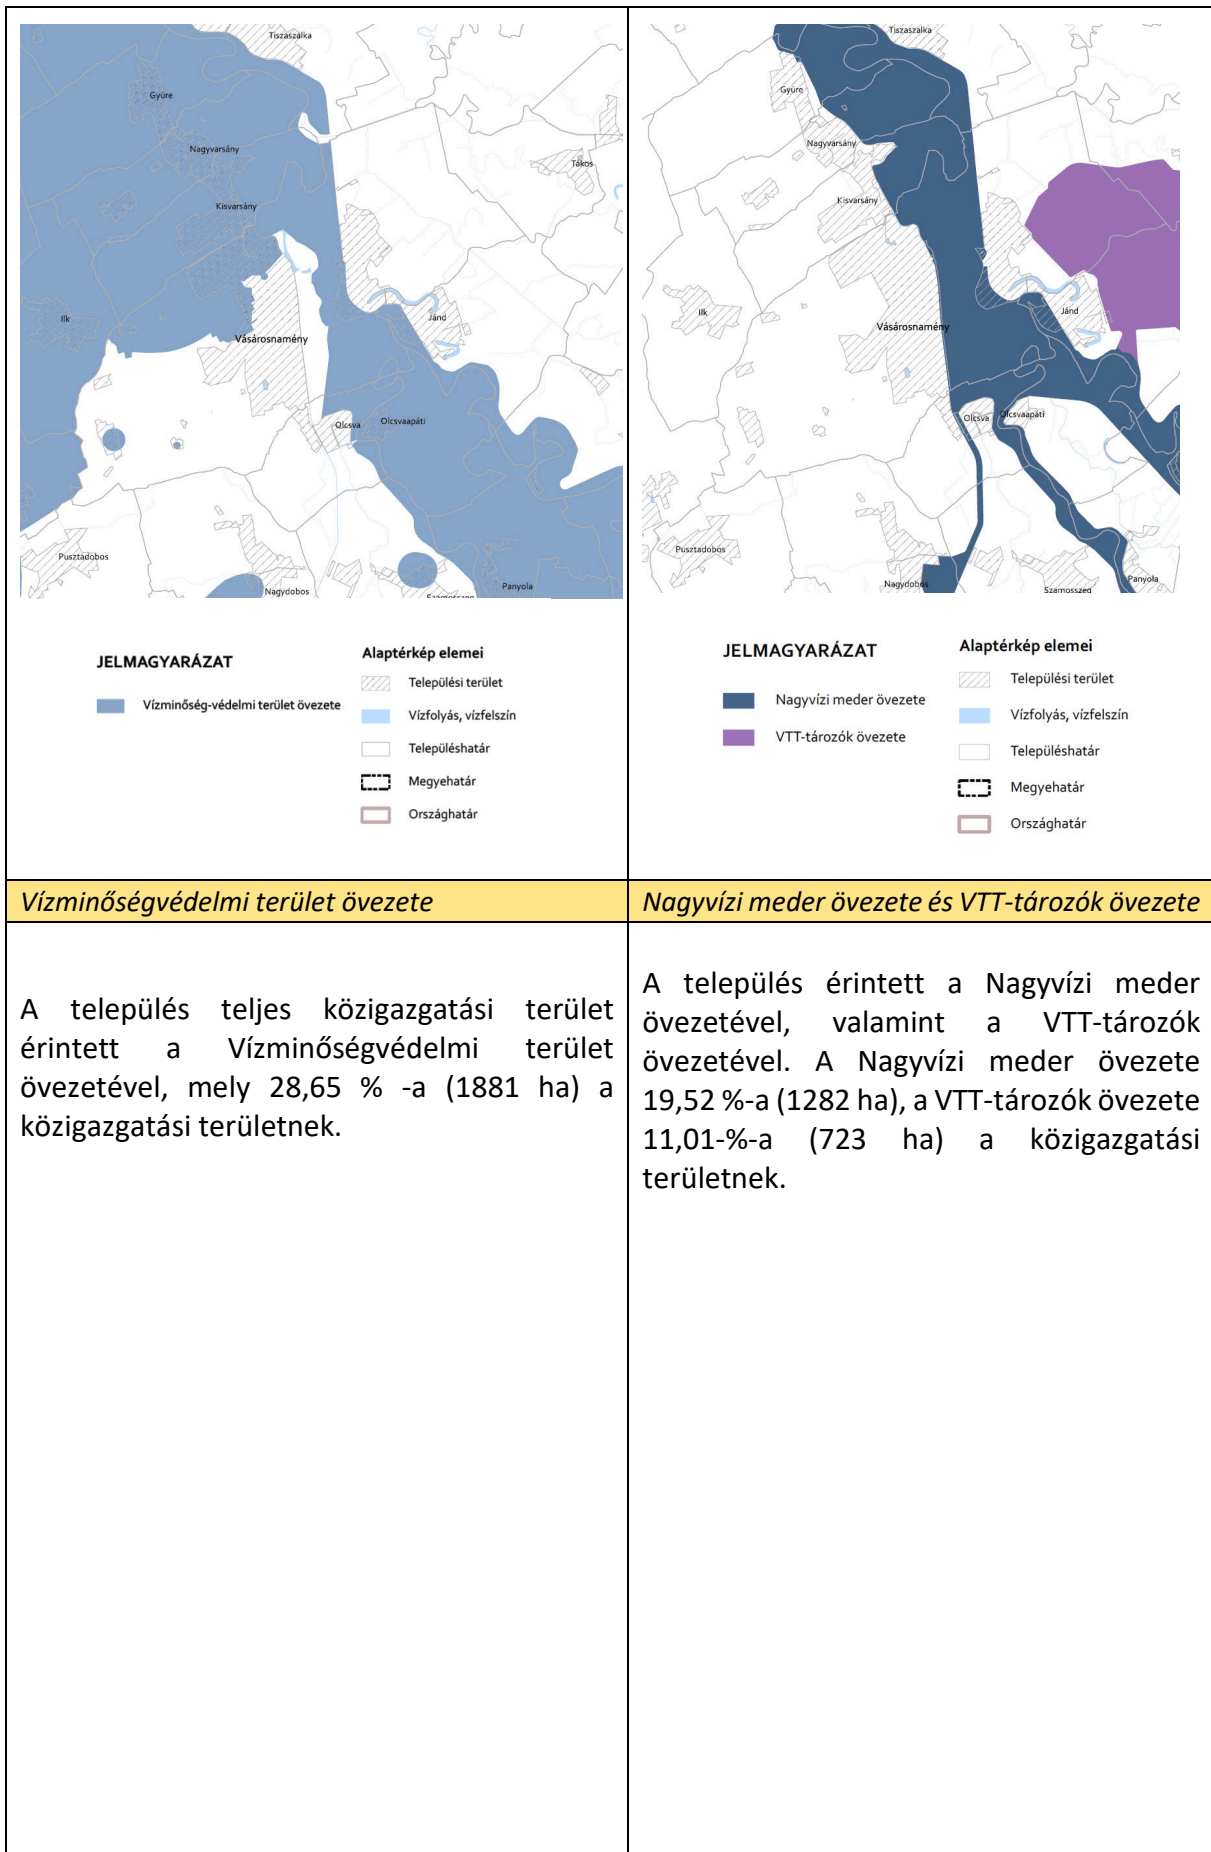 Tiszaszalka
Gyüre
Nagyvarsány
Tákos
Kisvarsány
Ilk
Jánd
Vásárosnamény
Olcsva
Olcsvaapáti
Pusztadobos
Nagydobos
Panyola
Szamosszeg
JELMAGYARÁZAT
Vízminőség-védelmi terület övezete
Alaptérkép elemei
Települési terület
Vízfolyás, vízfelszín
Településhatár
Megyehatár
Országhatár
Vízminőségvédelmi terület övezete
A település teljes közigazgatási terület
érintett a Vízminőségvédelmi terület
övezetével, mely 28,65 % -a (1881 ha) a
közigazgatási területnek.
Tiszaszalka
Gyüre
Nagyvarsány
Kisvarsány
Ilk
Jánd
Vásárosnamény
Olcsva
Olcsvaapáti
Pusztadobos
Nagydobos
Panyola
Szamosszeg
JELMAGYARÁZAT
Nagyvízi meder övezete
VTT-tározók övezete
Alaptérkép elemei
Települési terület
Vízfolyás, vízfelszín
Településhatár
Megyehatár
Országhatár
Nagyvízi meder övezete és VTT-tározók övezete
A település érintett a Nagyvízi meder
övezetével, valamint a VTT-tározók
övezetével. A Nagyvízi meder övezete
19,52 %-a (1282 ha), a VTT-tározók övezete
11,01-%-a (723 ha) a közigazgatási
területnek.